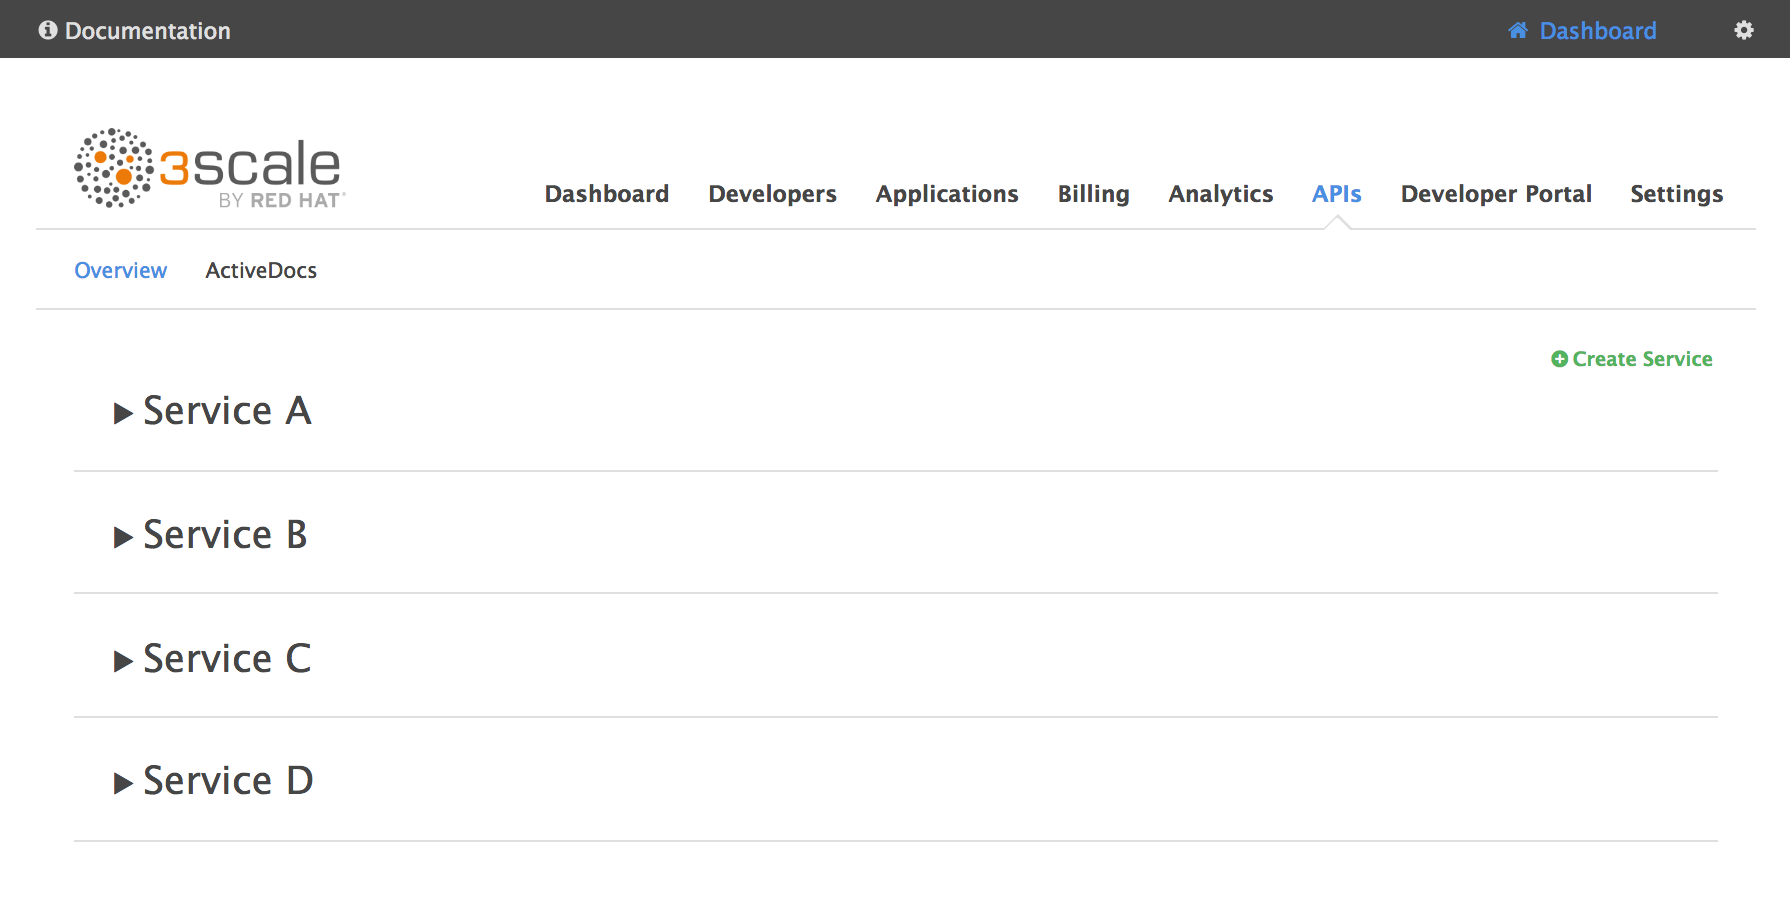 Documentation
Dashboard
3scale
BY RED HAT
Dashboard Developers Applications Billing Analytics APIs Developer Portal Settings
Overview ActiveDocs
Create Service
Service A
Service B
Service C
Service D